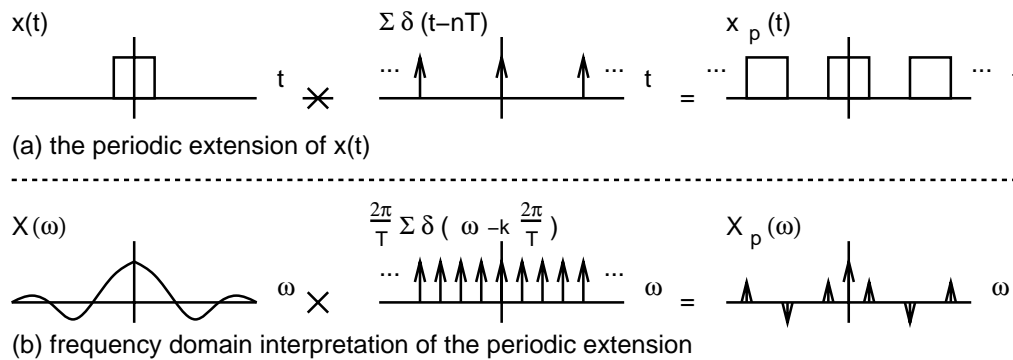 x(t) Σ δ (t−nT) x p (t)
... ... t ... ... t
t * =
(a) the periodic extension of x(t)
X(ω) 2π/T Σ δ ( ω −k 2π/T ) X p (ω)
... ... ω
ω × = ω
(b) frequency domain interpretation of the periodic extension